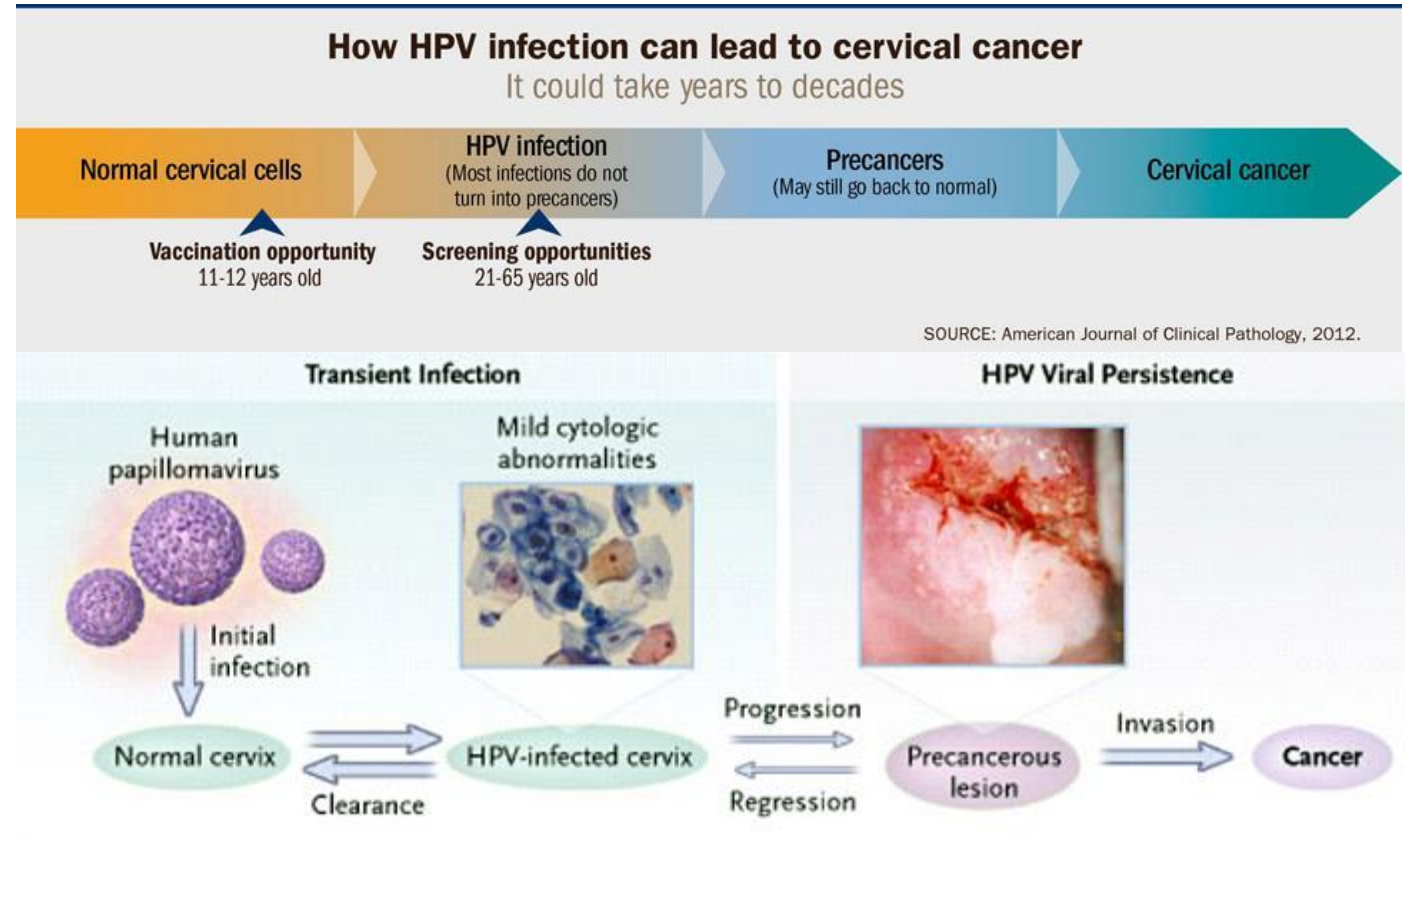 How HPV infection can lead to cervical cancer
It could take years to decades
Normal cervical cells
HPV infection
(Most infections do not
turn into precancers)
Precancers
(May still go back to normal)
Cervical cancer
Vaccination opportunity
11-12 years old
Screening opportunities
21-65 years old
SOURCE: American Journal of Clinical Pathology, 2012.
Transient Infection
HPV Viral Persistence
Human
papillomavirus
Mild cytologic
abnormalities
Initial
infection
Normal cervix
Clearance
HPV-infected cervix
Progression
Regression
Precancerous
lesion
Invasion
Cancer